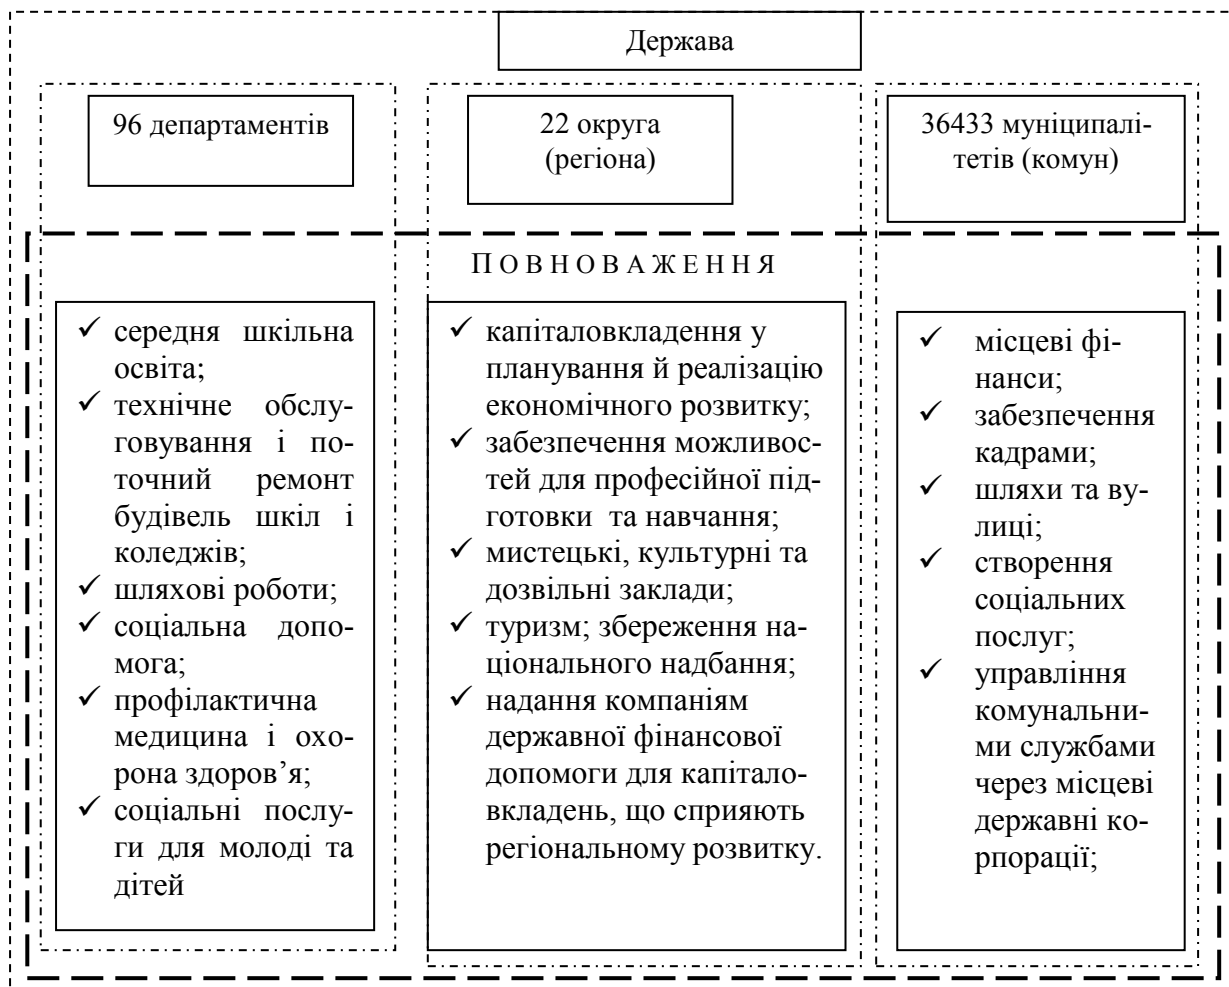 Держава
96 департаментів
22 округа
(регіона)
36433 муніципалі-
тетів (комун)
П О В Н О В А Ж Е Н Н Я
✓ середня шкільна
освіта;
✓ технічне обслу-
говування і по-
точний ремонт
будівель шкіл і
коледжів;
✓ шляхові роботи;
✓ соціальна допо-
мога;
✓ профілактична
медицина і охо-
рона здоров’я;
✓ соціальні послу-
ги для молоді та
дітей
✓ капіталовкладення у
планування й реалізацію
економічного розвитку;
✓ забезпечення можливос-
тей для професійної під-
готовки та навчання;
✓ мистецькі, культурні та
дозвільні заклади;
✓ туризм; збереження на-
ціонального надбання;
✓ надання компаніям
державної фінансової
допомоги для капітало-
вкладень, що сприяють
регіональному розвитку.
✓ місцеві фі-
нанси;
✓ забезпечення
кадрами;
✓ шляхи та ву-
лиці;
✓ створення
соціальних
послуг;
✓ управління
комунальни-
ми службами
через місцеві
державні ко-
рпорації;